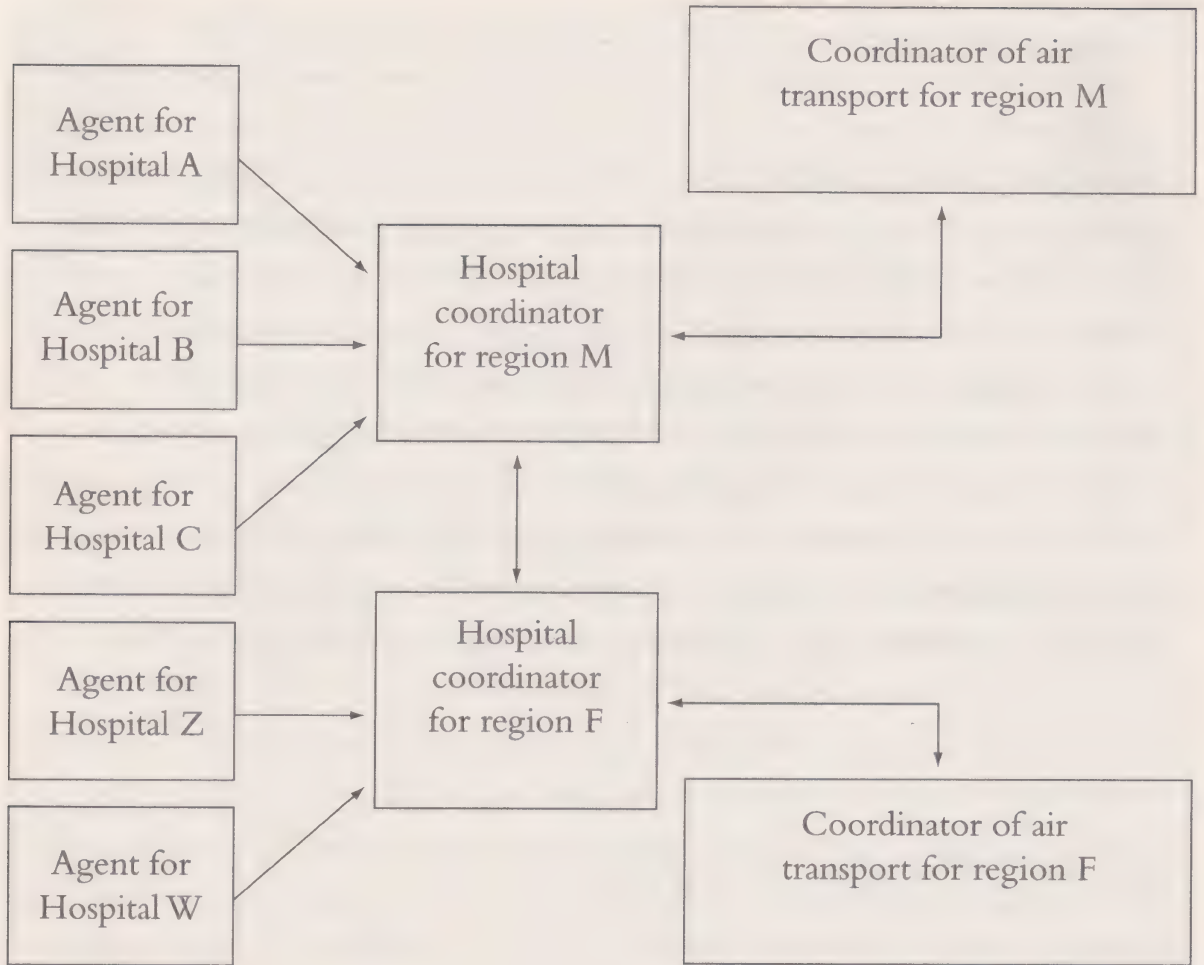 Coordinator of air
transport for region M
Agent for
Hospital A
Agent for
Hospital B
Agent for
Hospital C
Hospital
coordinator
for region M
Agent for
Hospital Z
Agent for
Hospital W
Hospital
coordinator
for region F
Coordinator of air
transport for region F